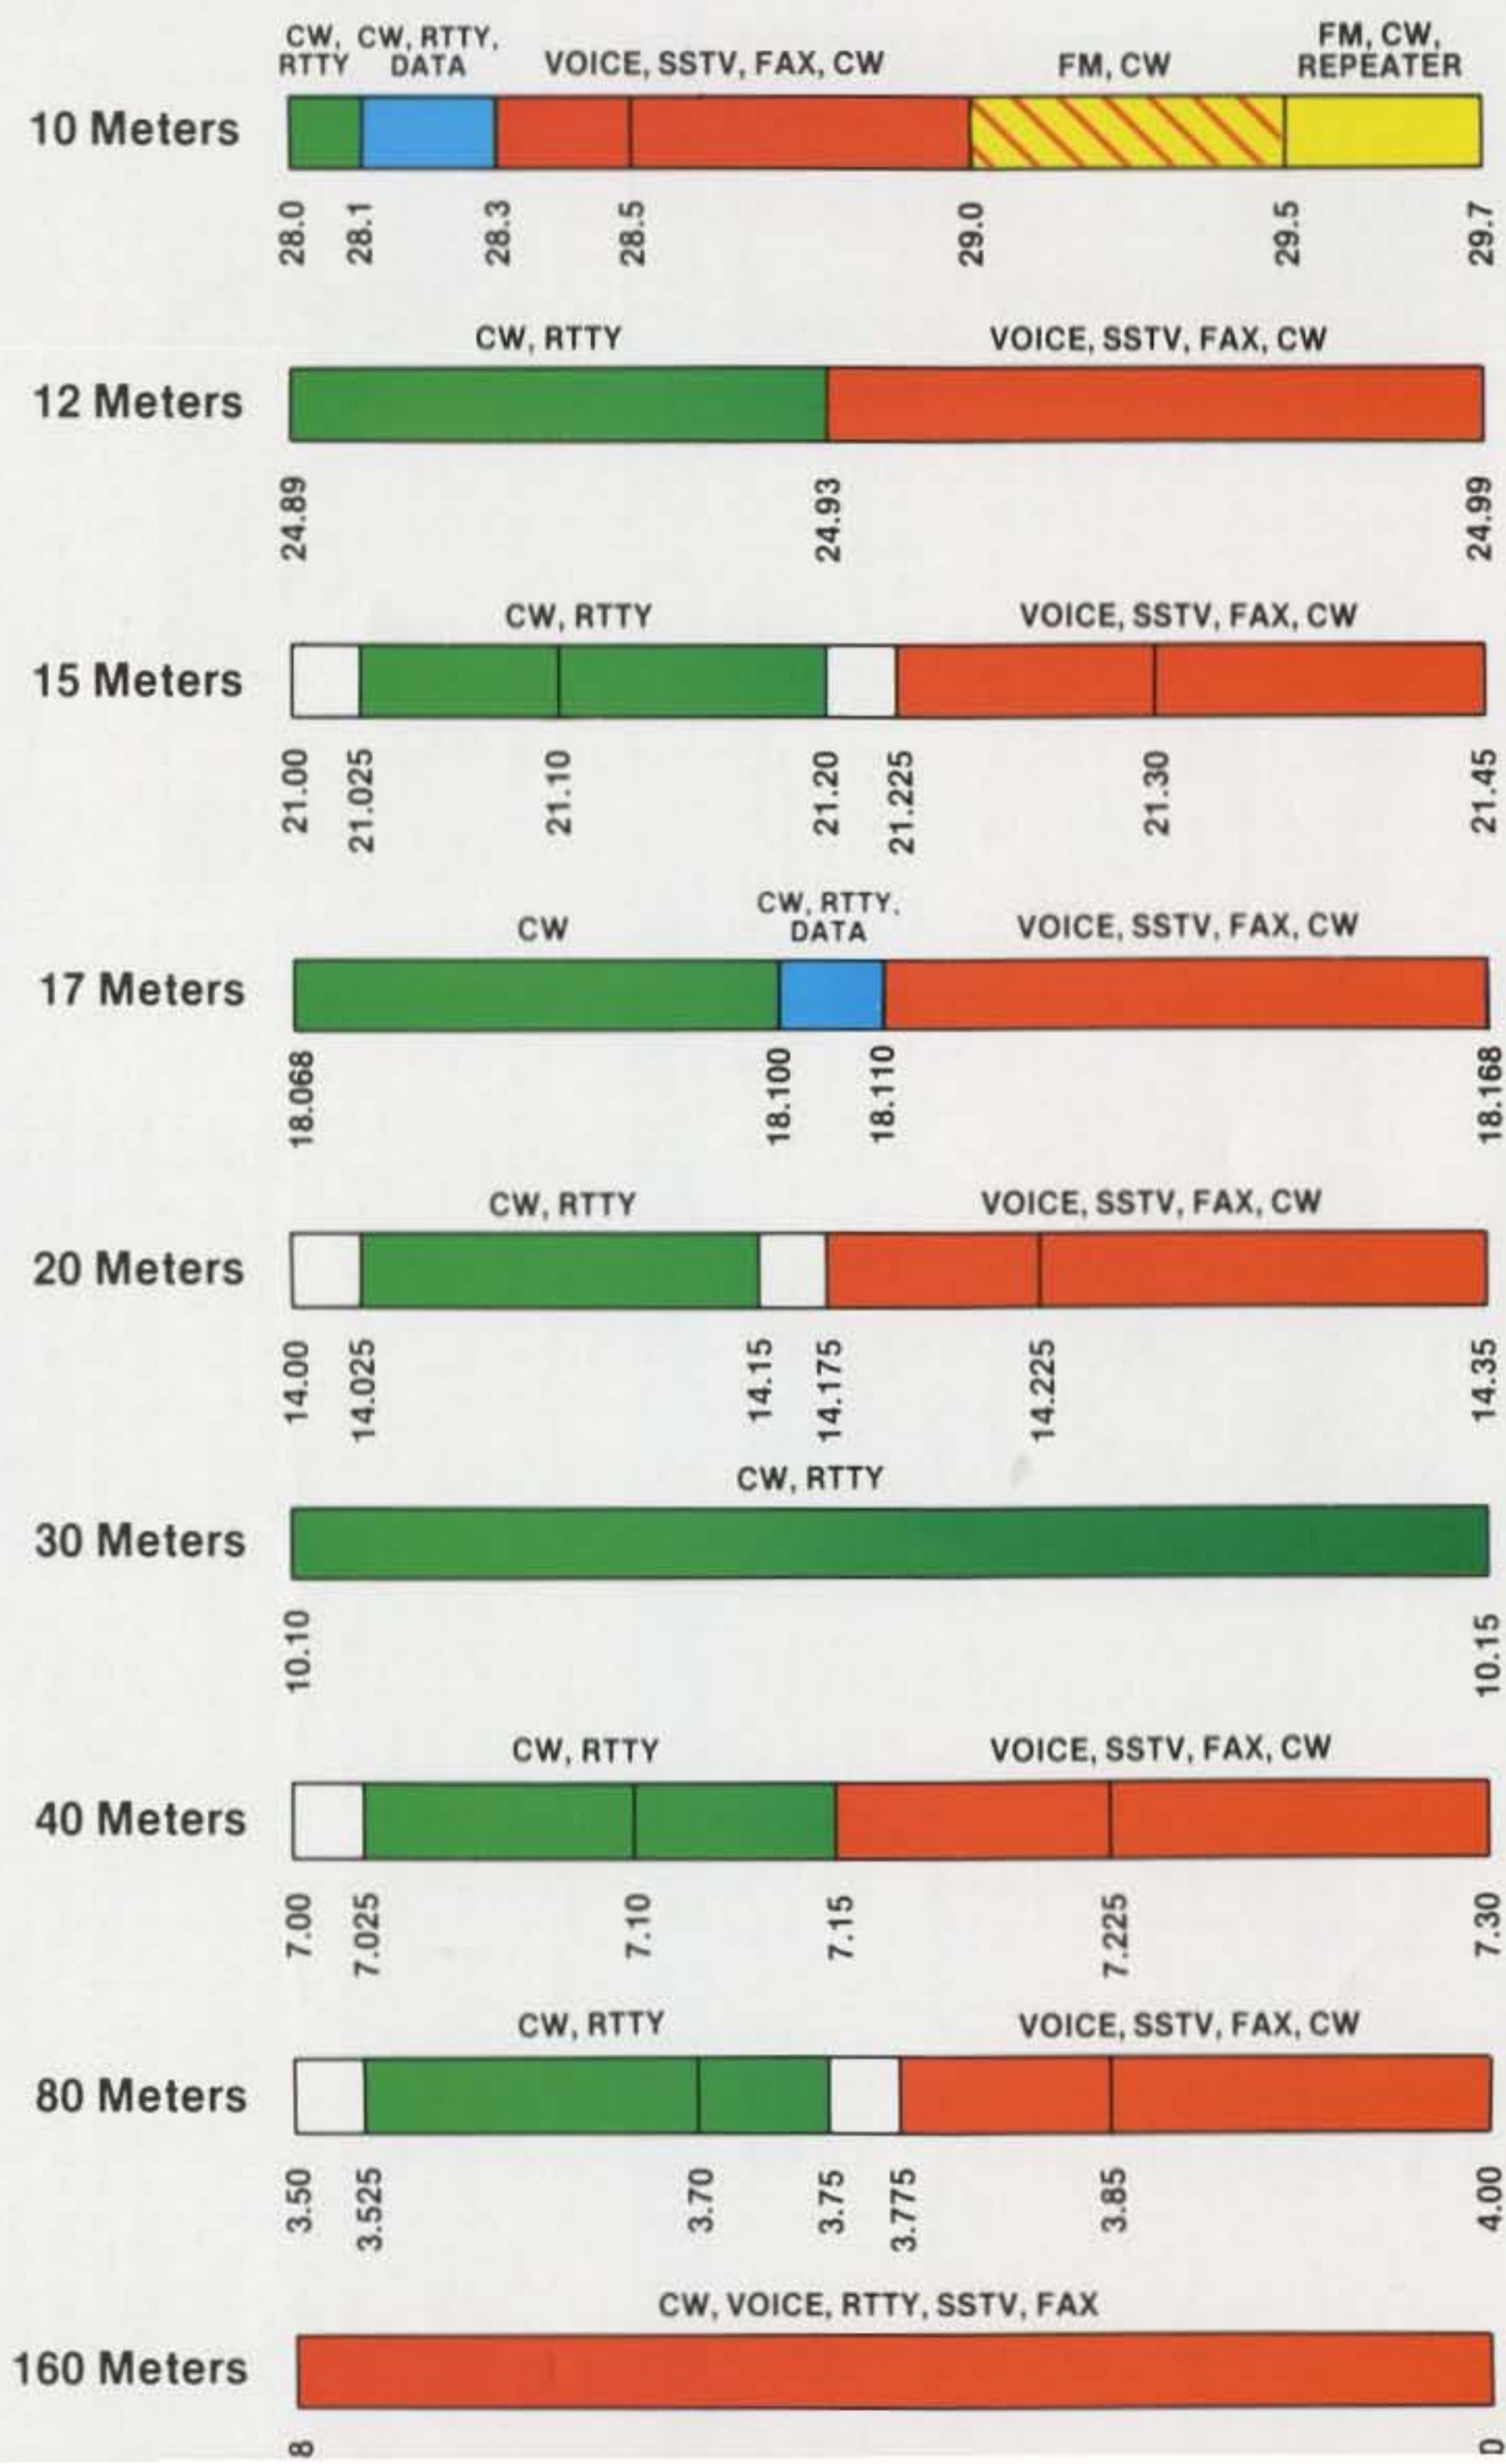 CW, RTTY
CW, RTTY, DATA
VOICE, SSTV, FAX, CW
FM, CW
FM, CW, REPEATER
10 Meters
28.0 28.1 28.3 28.5 29.0 29.5 29.7
CW, RTTY VOICE, SSTV, FAX, CW
12 Meters
24.89 24.93 24.99
CW, RTTY VOICE, SSTV, FAX, CW
15 Meters
21.00 21.025 21.10 21.20 21.225 21.30 21.45
CW
CW, RTTY, DATA
VOICE, SSTV, FAX, CW
17 Meters
18.068 18.100 18.110 18.168
CW, RTTY VOICE, SSTV, FAX, CW
20 Meters
14.00 14.025 14.15 14.175 14.225 14.35
CW, RTTY
30 Meters
10.10 10.15
CW, RTTY VOICE, SSTV, FAX, CW
40 Meters
7.00 7.025 7.10 7.15 7.225 7.30
CW, RTTY VOICE, SSTV, FAX, CW
80 Meters
3.50 3.525 3.70 3.75 3.775 3.85 4.00
CW, VOICE, RTTY, SSTV, FAX
160 Meters